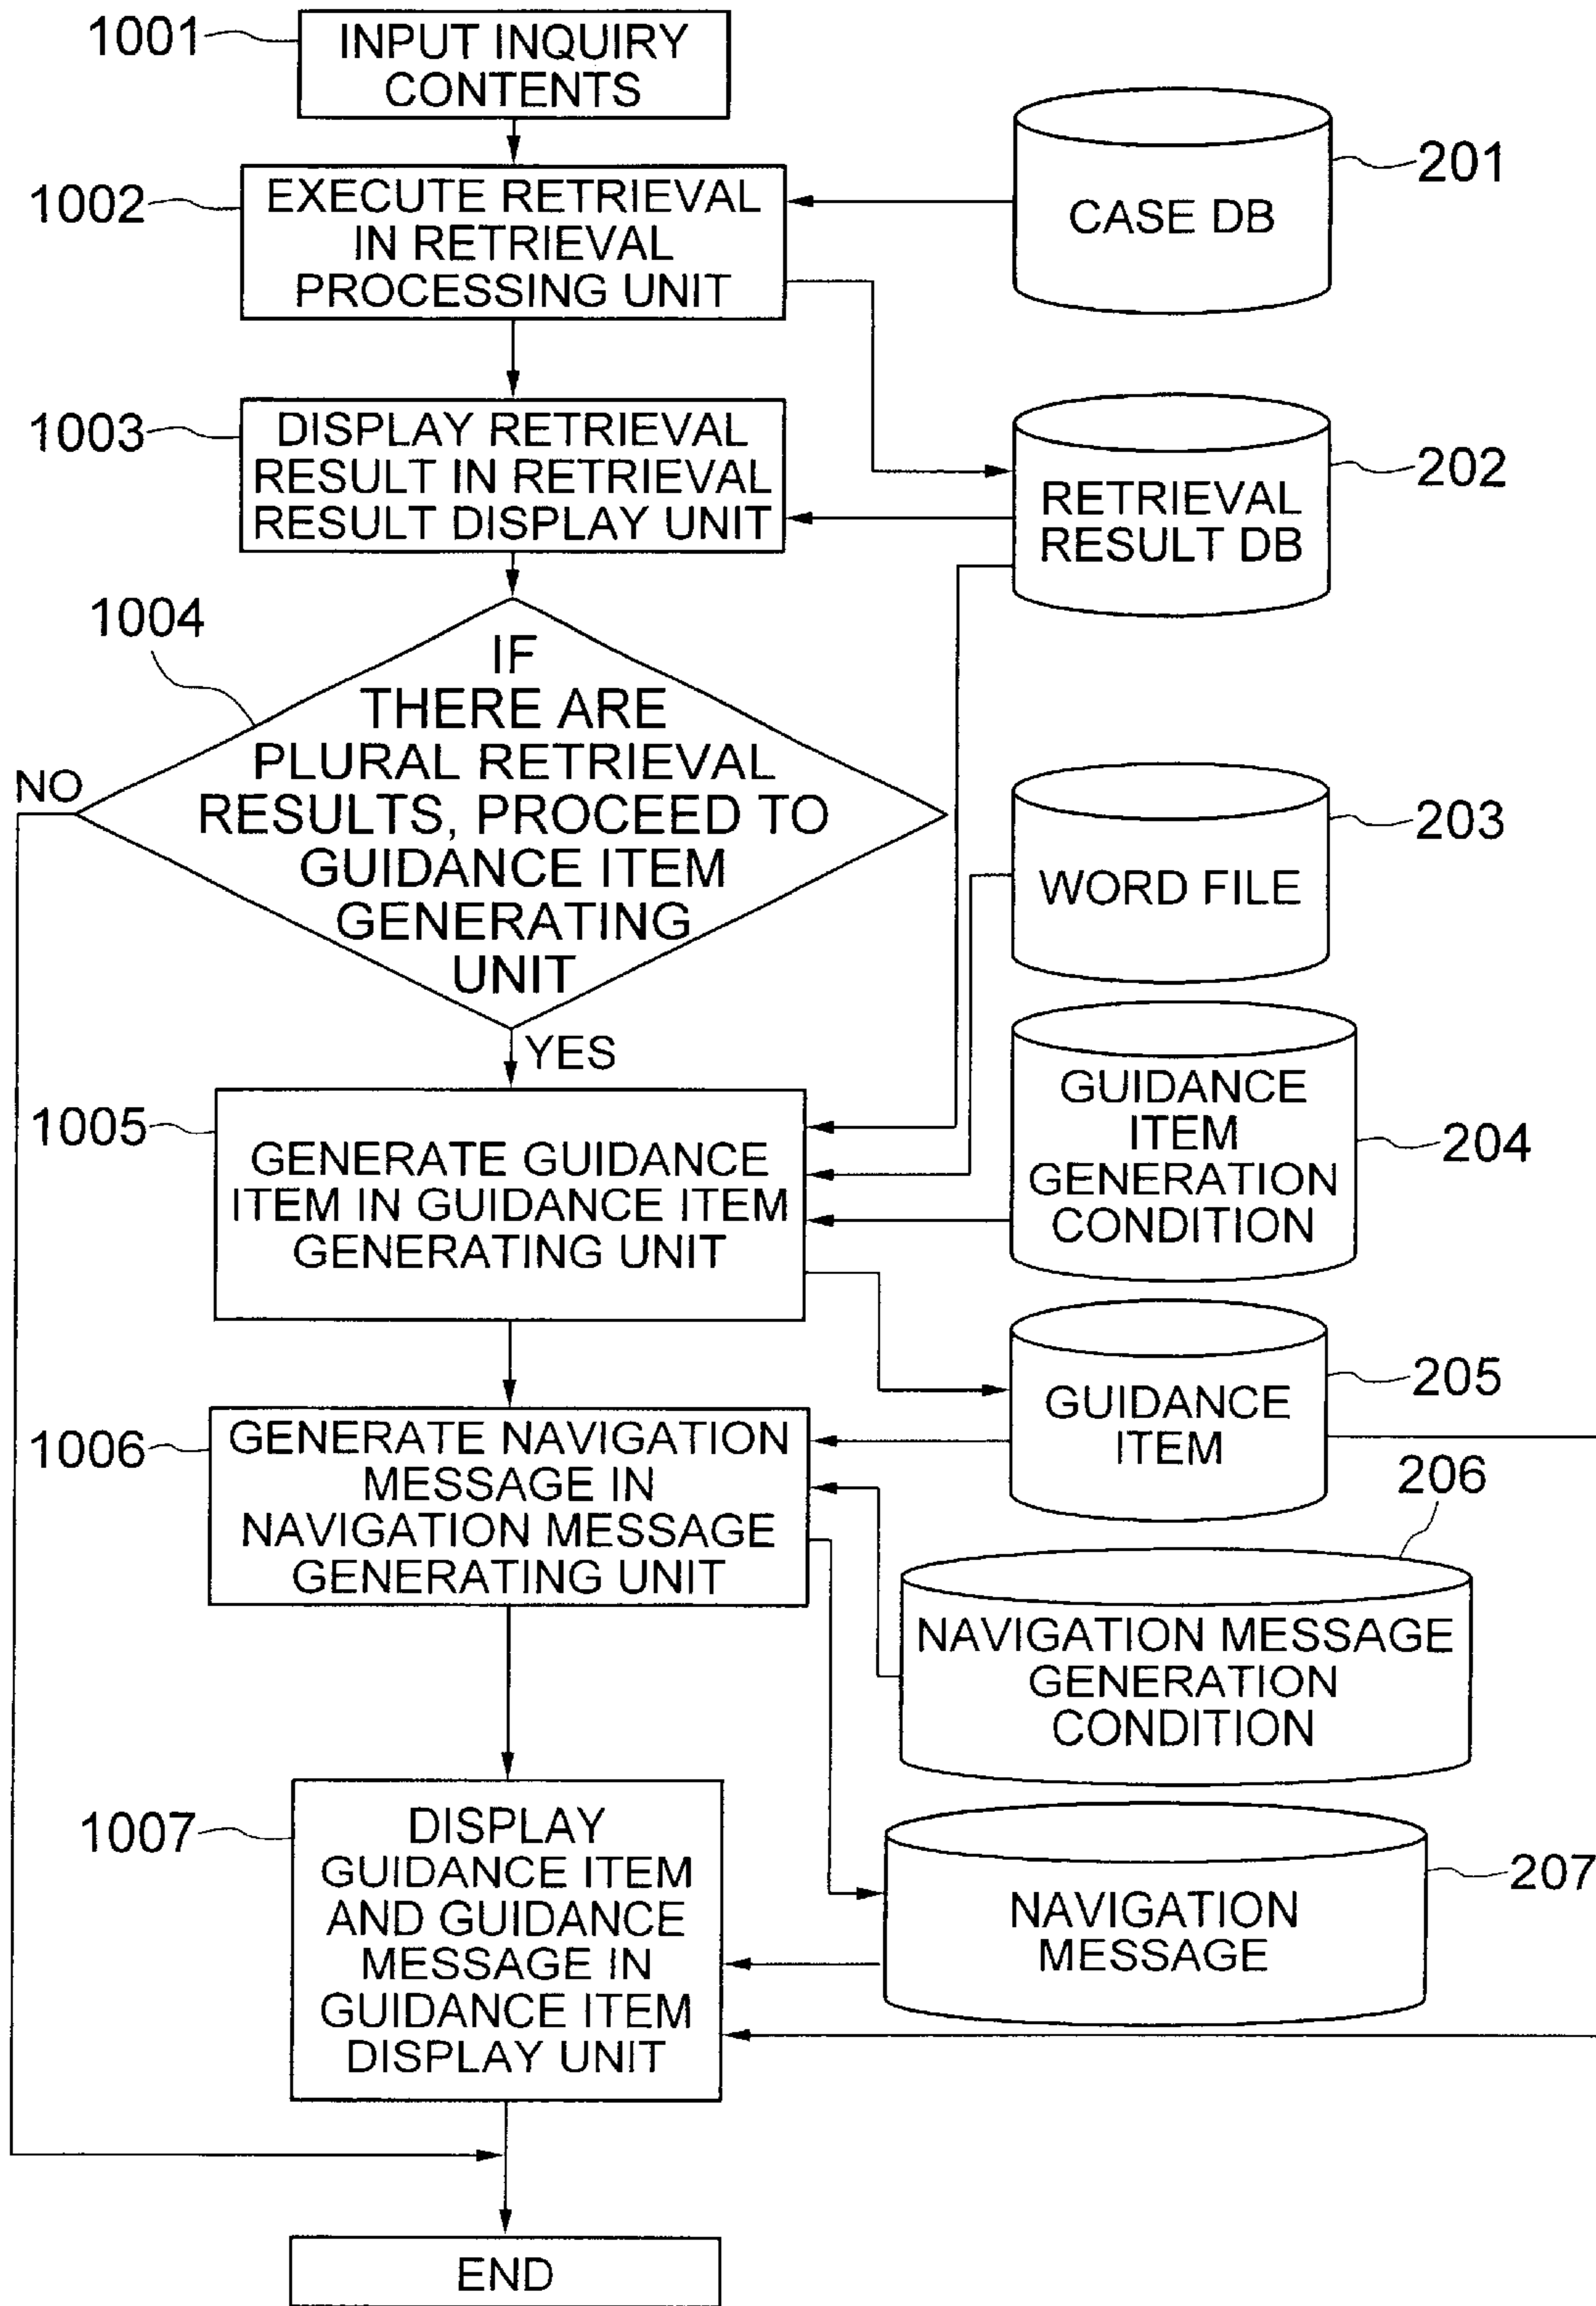 1001
INPUT INQUIRY
CONTENTS
1002
EXECUTE RETRIEVAL
IN RETRIEVAL
PROCESSING UNIT
CASE DB
201
1003
DISPLAY RETRIEVAL
RESULT IN RETRIEVAL
RESULT DISPLAY UNIT
RETRIEVAL
RESULT DB
202
1004
IF
THERE ARE
PLURAL RETRIEVAL
RESULTS, PROCEED TO
GUIDANCE ITEM
GENERATING
UNIT
NO
YES
WORD FILE
203
GUIDANCE
ITEM
GENERATION
CONDITION
204
1005
GENERATE GUIDANCE
ITEM IN GUIDANCE ITEM
GENERATING UNIT
GUIDANCE
ITEM
205
1006
GENERATE NAVIGATION
MESSAGE IN
NAVIGATION MESSAGE
GENERATING UNIT
206
NAVIGATION MESSAGE
GENERATION
CONDITION
1007
DISPLAY
GUIDANCE ITEM
AND GUIDANCE
MESSAGE IN
GUIDANCE ITEM
DISPLAY UNIT
NAVIGATION
MESSAGE
207
END